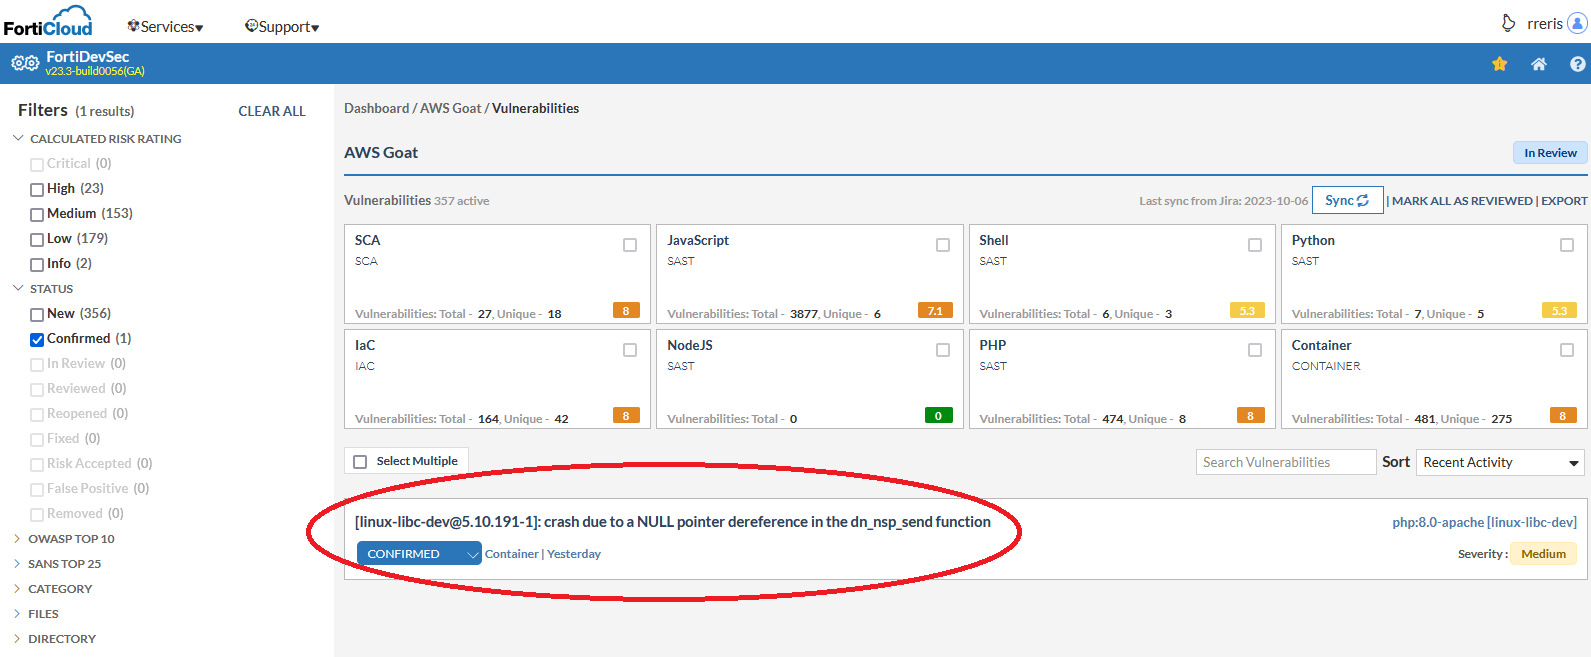 FortiCloud
Services
Support
rreris
FortiDevSec
v23.3-build0056(GA)
Filters (1 results)
CLEAR ALL
CALCULATED RISK RATING
Critical (0)
High (23)
Medium (153)
Low (179)
Info (2)
STATUS
New (356)
Confirmed (1)
In Review (0)
Reviewed (0)
Reopened (0)
Fixed (0)
Risk Accepted (0)
False Positive (0)
Removed (0)
OWASP TOP 10
SANS TOP 25
CATEGORY
FILES
DIRECTORY
Dashboard / AWS Goat / Vulnerabilities
AWS Goat
In Review
Vulnerabilities 357 active
Last sync from Jira: 2023-10-06 Sync | MARK ALL AS REVIEWED | EXPORT
SCA
SCA
Vulnerabilities: Total - 27, Unique - 18
8
JavaScript
SAST
Vulnerabilities: Total - 3877, Unique - 6
7.1
Shell
SAST
Vulnerabilities: Total - 6, Unique - 3
5.3
Python
SAST
Vulnerabilities: Total - 7, Unique - 5
5.3
IaC
IAC
Vulnerabilities: Total - 164, Unique - 42
8
NodeJS
SAST
Vulnerabilities: Total - 0
0
PHP
SAST
Vulnerabilities: Total - 474, Unique - 8
8
Container
CONTAINER
Vulnerabilities: Total - 481, Unique - 275
8
Select Multiple
Search Vulnerabilities
Sort
Recent Activity
[linux-libc-dev@5.10.191-1]: crash due to a NULL pointer dereference in the dn_nsp_send function
php:8.0-apache [linux-libc-dev]
CONFIRMED
Container | Yesterday
Severity : Medium